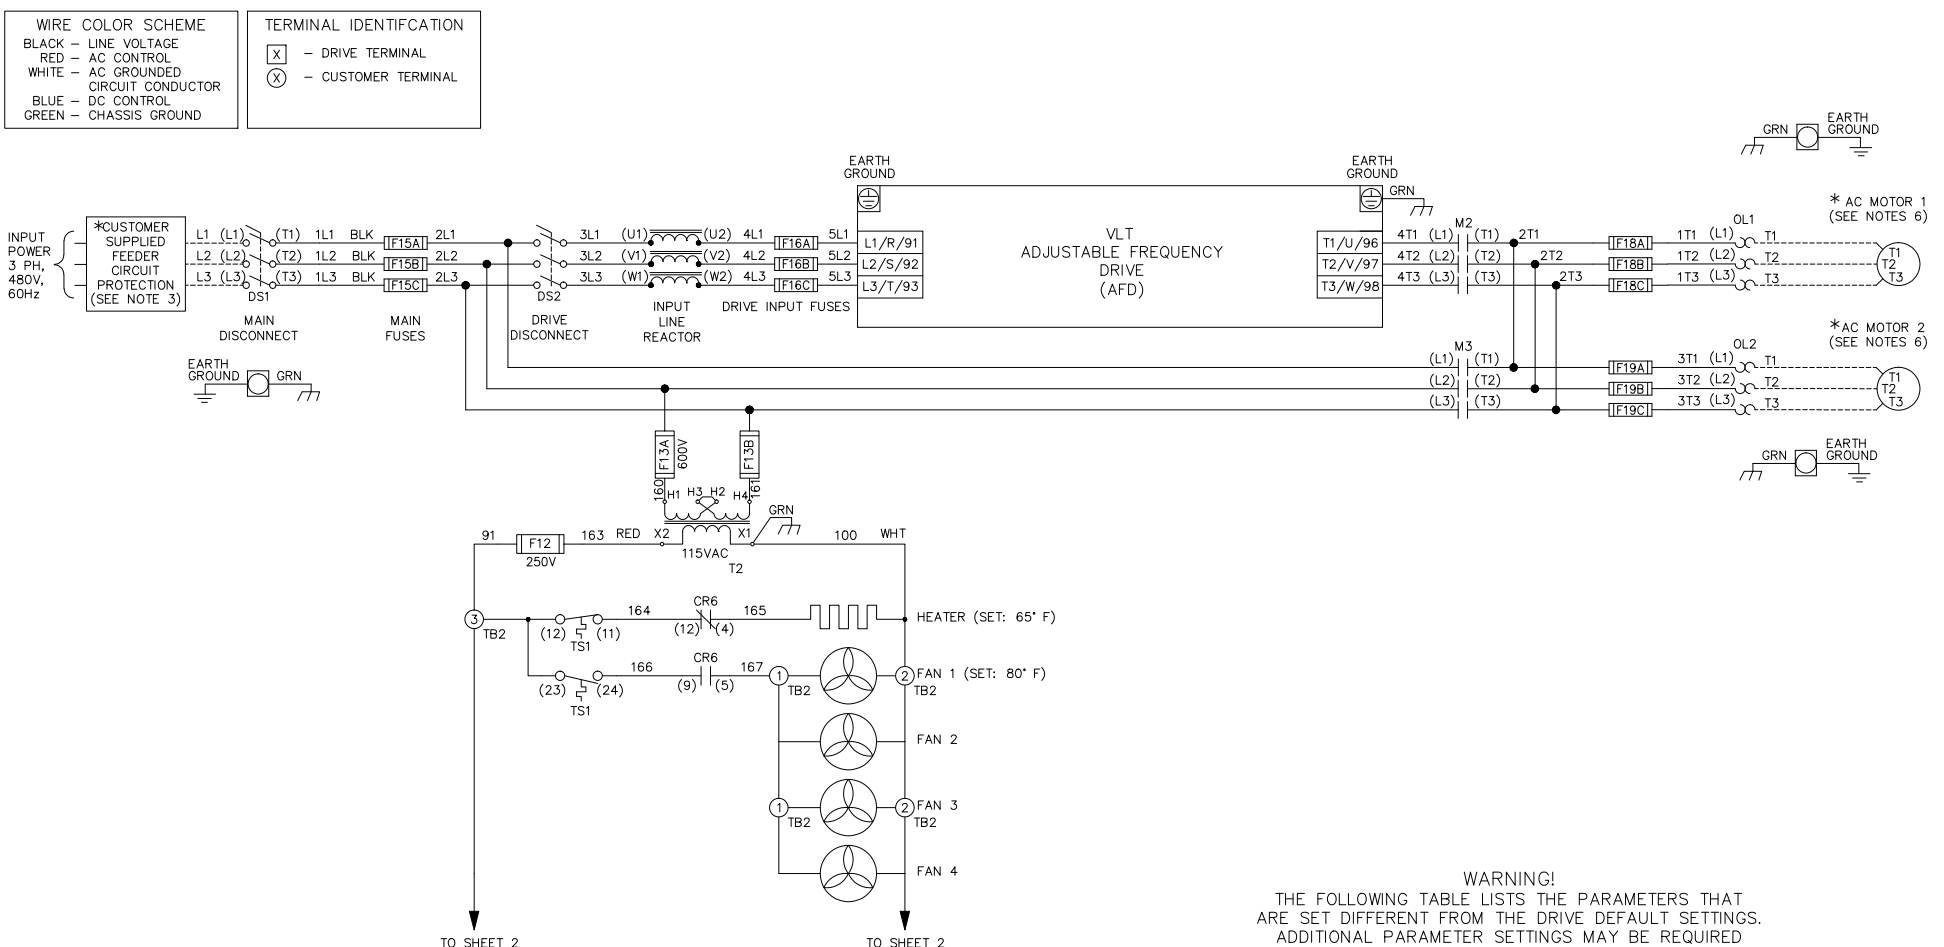 WIRE COLOR SCHEME
BLACK – LINE VOLTAGE
RED – AC CONTROL
WHITE – AC GROUNDED
CIRCUIT CONDUCTOR
BLUE – DC CONTROL
GREEN – CHASSIS GROUND
TERMINAL IDENTIFCATION
X – DRIVE TERMINAL
X – CUSTOMER TERMINAL
GRN
EARTH
GROUND
INPUT
POWER
3 PH,
480V,
60Hz
*CUSTOMER
SUPPLIED
FEEDER
CIRCUIT
PROTECTION
(SEE NOTE 3)
L1 (L1) (T1) 1L1 BLK F15A 2L1
L2 (L2) (T2) 1L2 BLK F15B 2L2
L3 (L3) (T3) 1L3 BLK F15C 2L3
DS1
MAIN
DISCONNECT
MAIN
FUSES
3L1 (U1) (U2) 4L1 F16A 5L1
3L2 (V1) (V2) 4L2 F16B 5L2
3L3 (W1) (W2) 4L3 F16C 5L3
DS2
DRIVE
DISCONNECT
INPUT
LINE
REACTOR
DRIVE INPUT FUSES
EARTH
GROUND
L1/R/91
L2/S/92
L3/T/93
VLT
ADJUSTABLE FREQUENCY
DRIVE
(AFD)
EARTH
GROUND
GRN
T1/U/96
T2/V/97
T3/W/98
M2
4T1 (L1) (T1) 2T1 F18A 1T1 (L1) T1
4T2 (L2) (T2) 2T2 F18B 1T2 (L2) T2
4T3 (L3) (T3) 2T3 F18C 1T3 (L3) T3
OL1
* AC MOTOR 1
(SEE NOTES 6)
T1
T2
T3
EARTH
GROUND
GRN
M3
(L1) (T1) F19A 3T1 (L1) T1
(L2) (T2) F19B 3T2 (L2) T2
(L3) (T3) F19C 3T3 (L3) T3
OL2
*AC MOTOR 2
(SEE NOTES 6)
T1
T2
T3
GRN
EARTH
GROUND
F13A
600V
F13B
160
H1 H3 H2 H4
161
GRN
91 F12 163 RED X2 X1 100 WHT
250V
115VAC
T2
3
TB2
(12) (11)
TS1
164
CR6
(12) (4)
165
HEATER (SET: 65° F)
(23) (24)
TS1
166
CR6
(9) (5)
167
1
TB2
2
TB2
FAN 1 (SET: 80° F)
FAN 2
1
TB2
2
TB2
FAN 3
FAN 4
TO SHEET 2
TO SHEET 2
WARNING!
THE FOLLOWING TABLE LISTS THE PARAMETERS THAT
ARE SET DIFFERENT FROM THE DRIVE DEFAULT SETTINGS.
ADDITIONAL PARAMETER SETTINGS MAY BE REQUIRED